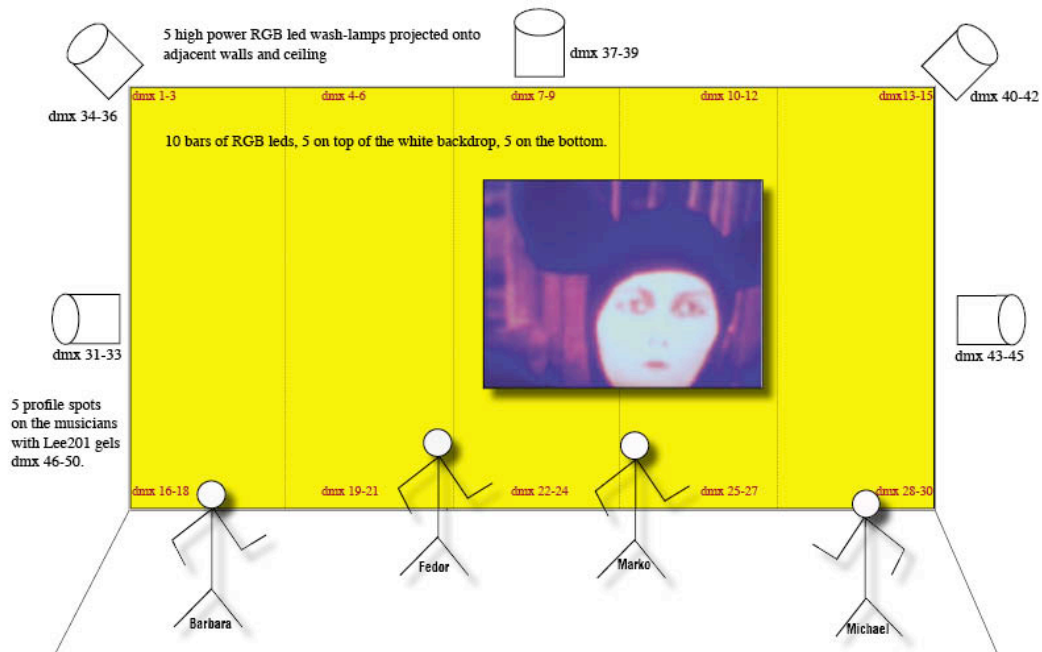 5 high power RGB led wash-lamps projected onto
adjacent walls and ceiling
dmx 37-39
dmx 34-36
dmx 40-42
dmx 1-3
dmx 4-6
dmx 7-9
dmx 10-12
dmx13-15
10 bars of RGB leds, 5 on top of the white backdrop, 5 on the bottom.
dmx 31-33
dmx 43-45
5 profile spots
on the musicians
with Lee201 gels
dmx 46-50.
dmx 16-18
dmx 19-21
dmx 22-24
dmx 25-27
dmx 28-30
Fedor
Marko
Barbara
Michael